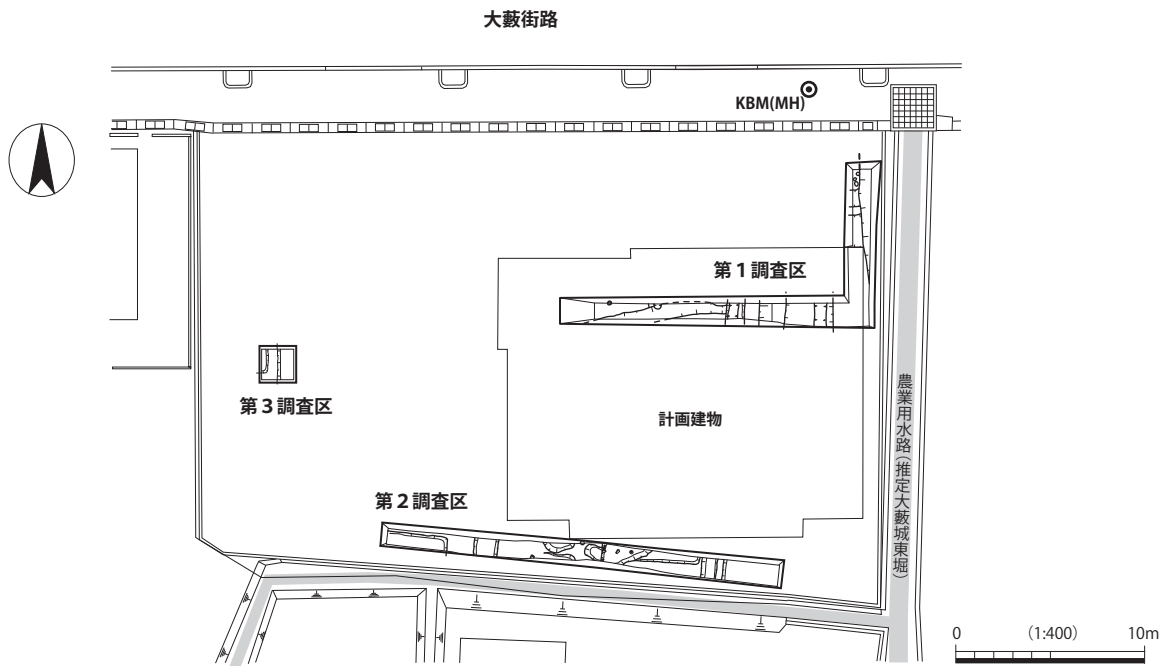 大藪街路
KBM(MH)
第１調査区
第３調査区
計画建物
農業用水路（推定大藪城東堀）
第２調査区
0 （1:400） 10m